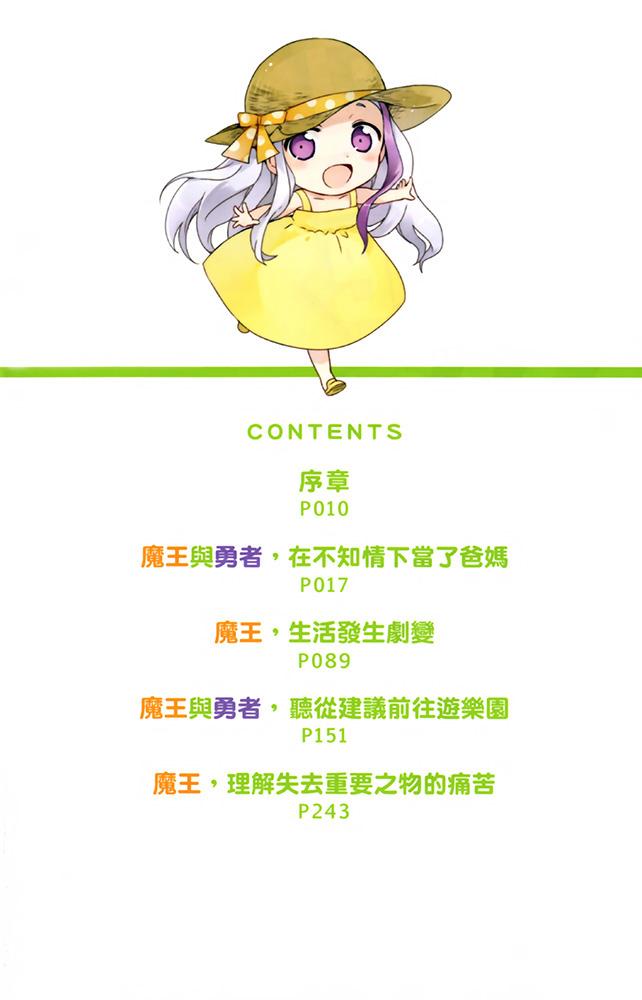 CONTENTS
序章
P010
魔王與勇者，在不知情下當了爸媽
P017
魔王，生活發生劇變
P089
魔王與勇者，聽從建議前往遊樂園
P151
魔王，理解失去重要之物的痛苦
P243